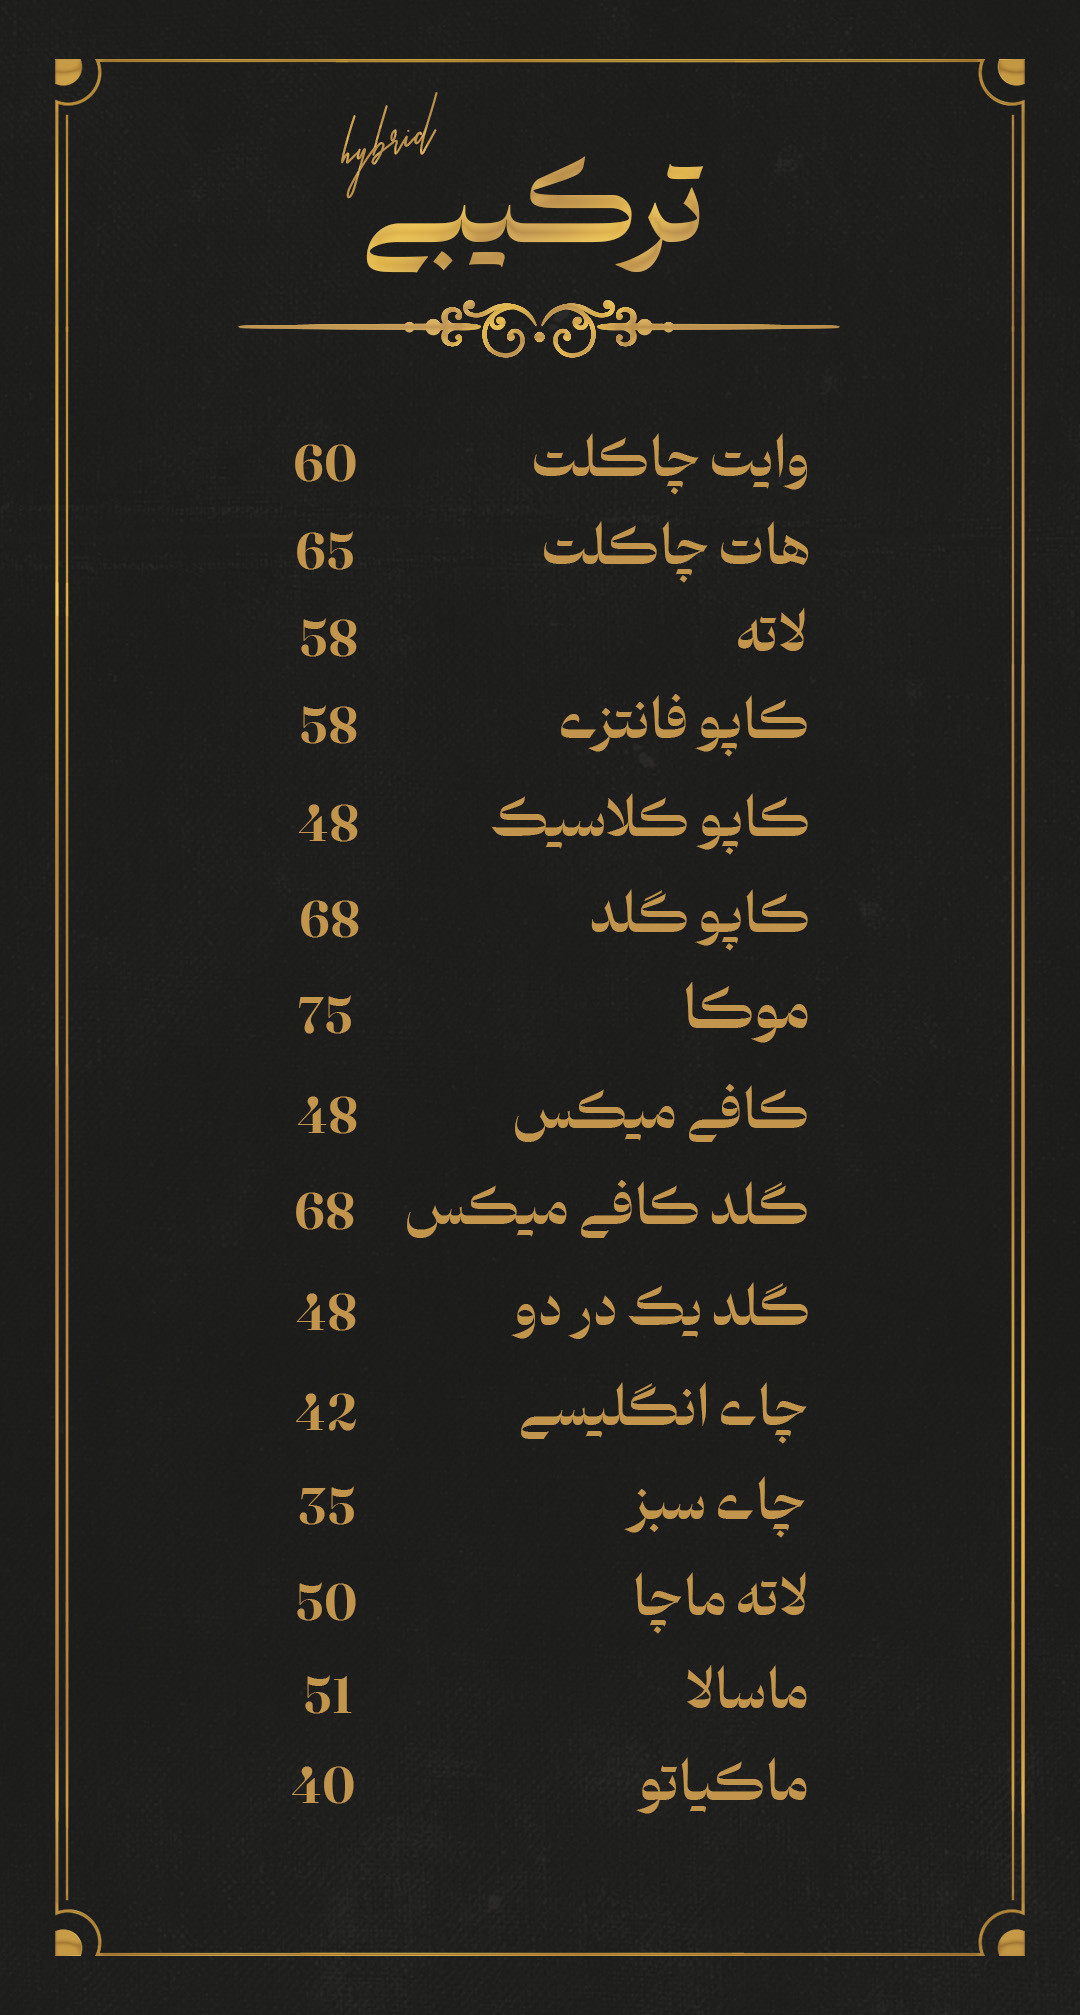 hybrid
ترکیبی
وایت چاکلت 60
هات چاکلت 65
لاته 58
کاپو فانتزی 58
کاپو کلاسیک 48
کاپو گلد 68
موکا 75
کافی میکس 48
گلد کافی میکس 68
گلد یک در دو 48
چای انگلیسی 42
چای سبز 35
لاته ماچا 50
ماسالا 51
ماکیاتو 40